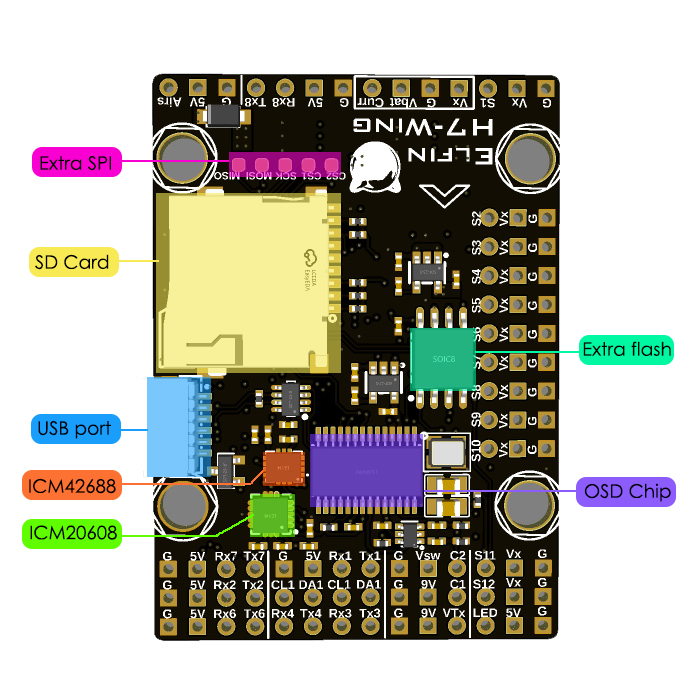 Airs 5V G Tx8 Rx8 5V G Curr Vbat G Vx S1 Vx G
H7-WING
ELFIN
Extra SPI
MISO MOSI SCK CS1 CS2
SD Card
S2 Vx G
S3 Vx G
S4 Vx G
S5 Vx G
S6 Vx G
Extra flash
SOIC8
S8 Vx G
S9 Vx G
S10 Vx G
USB port
ICM42688
ICM20608
OSD Chip
G 5V Rx7 Tx7 G 5V Rx1 Tx1 G Vsw C2 S11 Vx G
G 5V Rx2 Tx2 CL1 DA1 CL1 DA1 G 9V C1 S12 Vx G
G 5V Rx6 Tx6 Rx4 Tx4 Rx3 Tx3 G 9V VTx LED 5V G